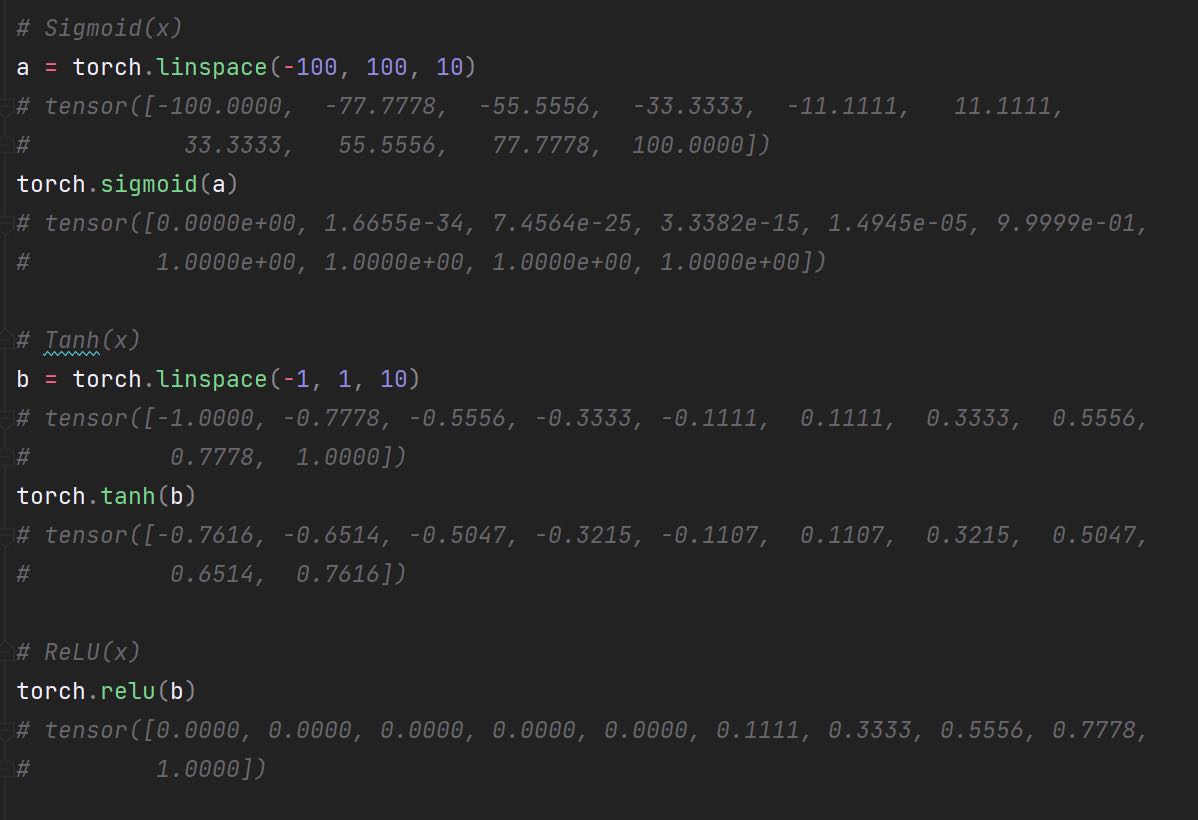 # Sigmoid(x)
a = torch.linspace(-100, 100, 10)
# tensor([-100.0000,  -77.7778,  -55.5556,  -33.3333,  -11.1111,   11.1111,
#           33.3333,   55.5556,   77.7778,  100.0000])
torch.sigmoid(a)
# tensor([0.0000e+00, 1.6655e-34, 7.4564e-25, 3.3382e-15, 1.4945e-05, 9.9999e-01,
#         1.0000e+00, 1.0000e+00, 1.0000e+00, 1.0000e+00])

# Tanh(x)
b = torch.linspace(-1, 1, 10)
# tensor([-1.0000, -0.7778, -0.5556, -0.3333, -0.1111,  0.1111,  0.3333,  0.5556,
#          0.7778,  1.0000])
torch.tanh(b)
# tensor([-0.7616, -0.6514, -0.5047, -0.3215, -0.1107,  0.1107,  0.3215,  0.5047,
#          0.6514,  0.7616])

# ReLU(x)
torch.relu(b)
# tensor([0.0000, 0.0000, 0.0000, 0.0000, 0.0000, 0.1111, 0.3333, 0.5556, 0.7778,
#         1.0000])